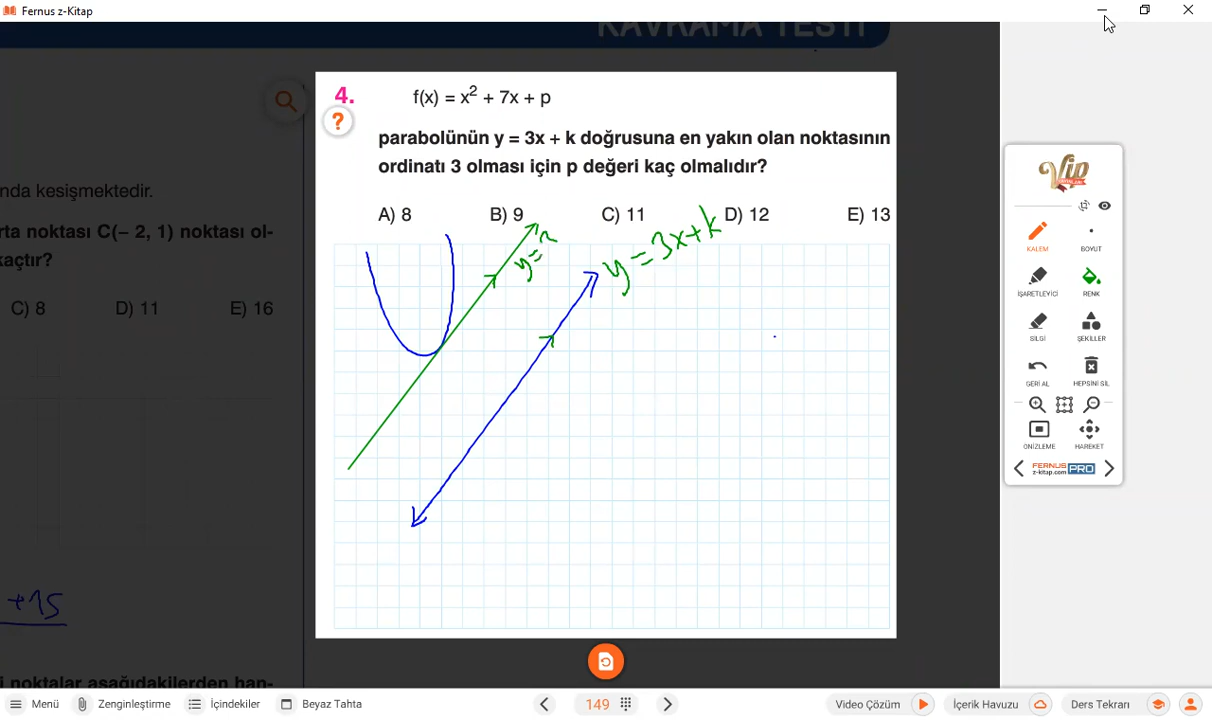 Fernus z-Kitap
KAVRAMA TESTİ
nda kesişmektedir.
rta noktası C(− 2, 1) noktası ol-
kaçtır?
C) 8 D) 11 E) 16
+15
i noktalar aşağıdakilerden han-
4.
?
f(x) = x² + 7x + p
parabolünün y = 3x + k doğrusuna en yakın olan noktasının
ordinatı 3 olması için p değeri kaç olmalıdır?
A) 8 B) 9 C) 11 D) 12 E) 13
y=3x+k
Vip
KALEM
BOYUT
İŞARETLEYİCİ
RENK
SİLGİ
ŞEKİLLER
GERİ AL
HEPSİNİ SİL
ÖNİZLEME
HAREKET
FERNUS
z-kitap.com
PRO
Menü
Zenginleştirme
İçindekiler
Beyaz Tahta
149
Video Çözüm
İçerik Havuzu
Ders Tekrarı